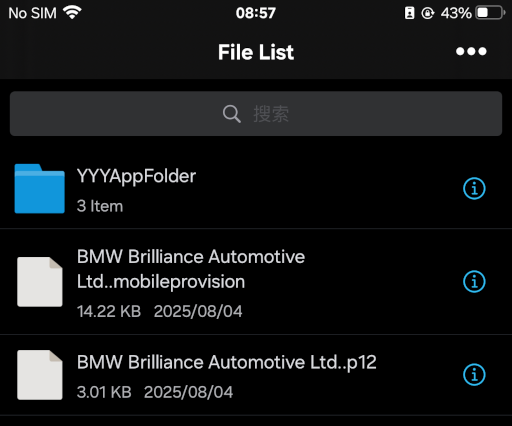 No SIM 08:57 43%
File List
搜索
YYYAppFolder
3 Item
BMW Brilliance Automotive
Ltd..mobileprovision
14.22 KB 2025/08/04
BMW Brilliance Automotive Ltd..p12
3.01 KB 2025/08/04